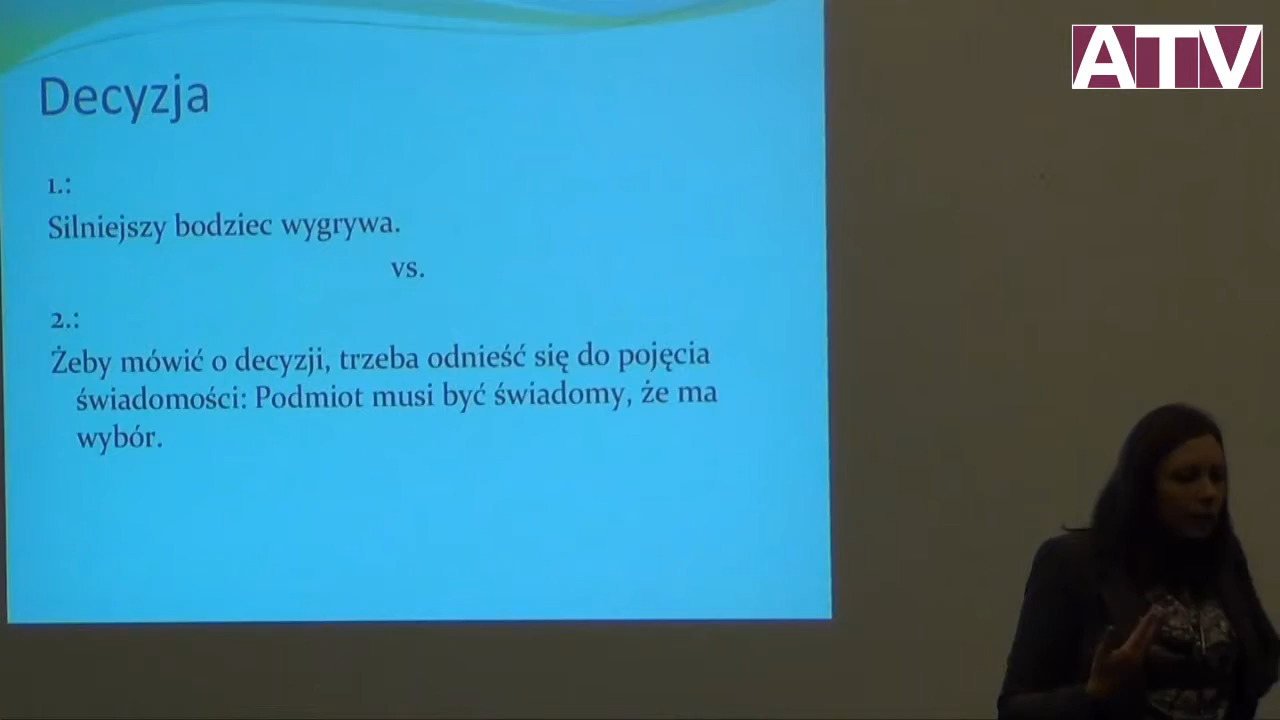 ATV
Decyzja
1.:
Silniejszy bodziec wygrywa.
vs.
2.:
Żeby mówić o decyzji, trzeba odnieść się do pojęcia
świadomości: Podmiot musi być świadomy, że ma
wybór.